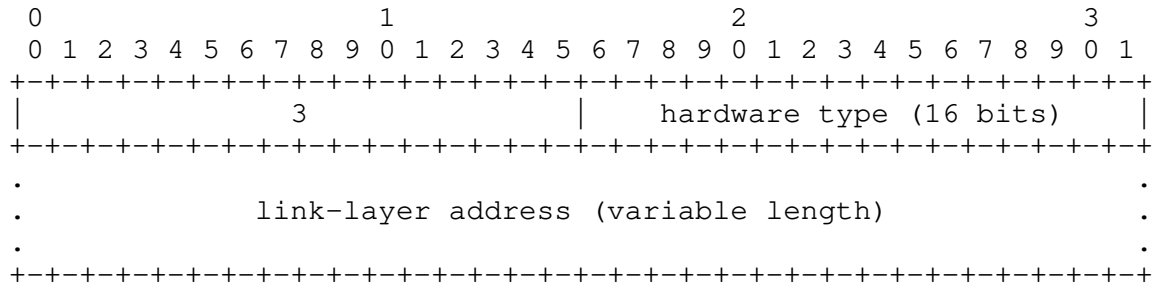 0                   1                   2                   3
 0 1 2 3 4 5 6 7 8 9 0 1 2 3 4 5 6 7 8 9 0 1 2 3 4 5 6 7 8 9 0 1
+-+-+-+-+-+-+-+-+-+-+-+-+-+-+-+-+-+-+-+-+-+-+-+-+-+-+-+-+-+-+-+-+
|               3               |    hardware type (16 bits)    |
+-+-+-+-+-+-+-+-+-+-+-+-+-+-+-+-+-+-+-+-+-+-+-+-+-+-+-+-+-+-+-+-+
.                                                               .
.             link-layer address (variable length)              .
.                                                               .
+-+-+-+-+-+-+-+-+-+-+-+-+-+-+-+-+-+-+-+-+-+-+-+-+-+-+-+-+-+-+-+-+